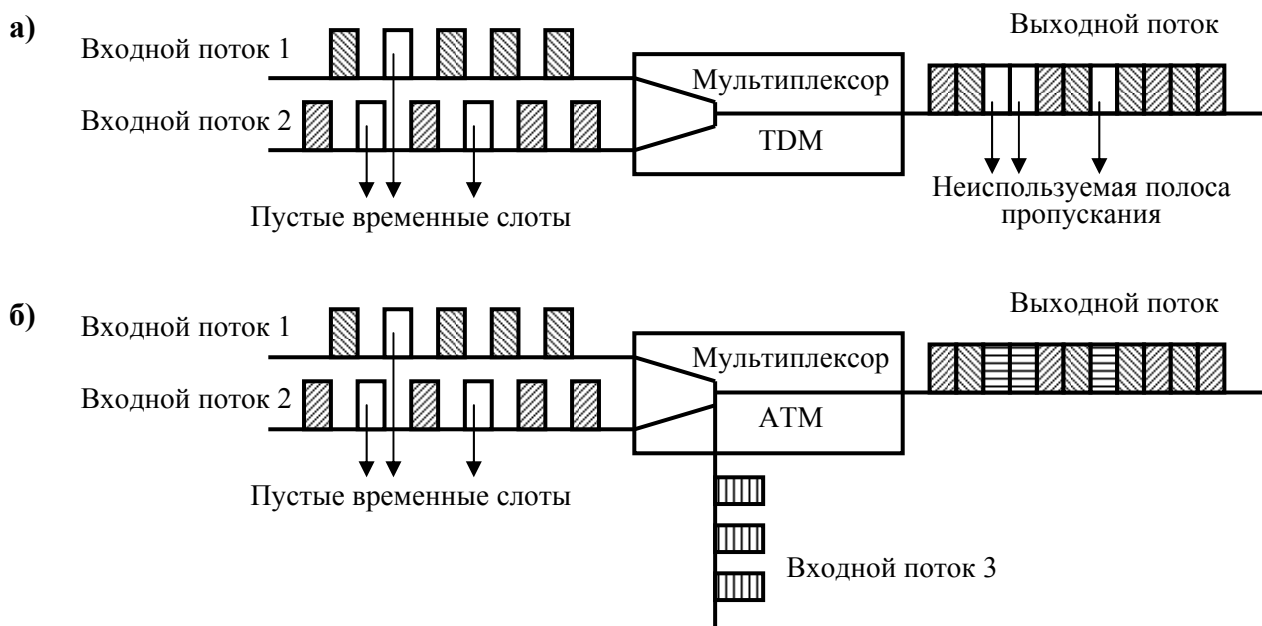 а)
Входной поток 1
Выходной поток
Мультиплексор
Входной поток 2
TDM
Пустые временные слоты
Неиспользуемая полоса
пропускания
б)
Входной поток 1
Выходной поток
Мультиплексор
Входной поток 2
АТМ
Пустые временные слоты
Входной поток 3